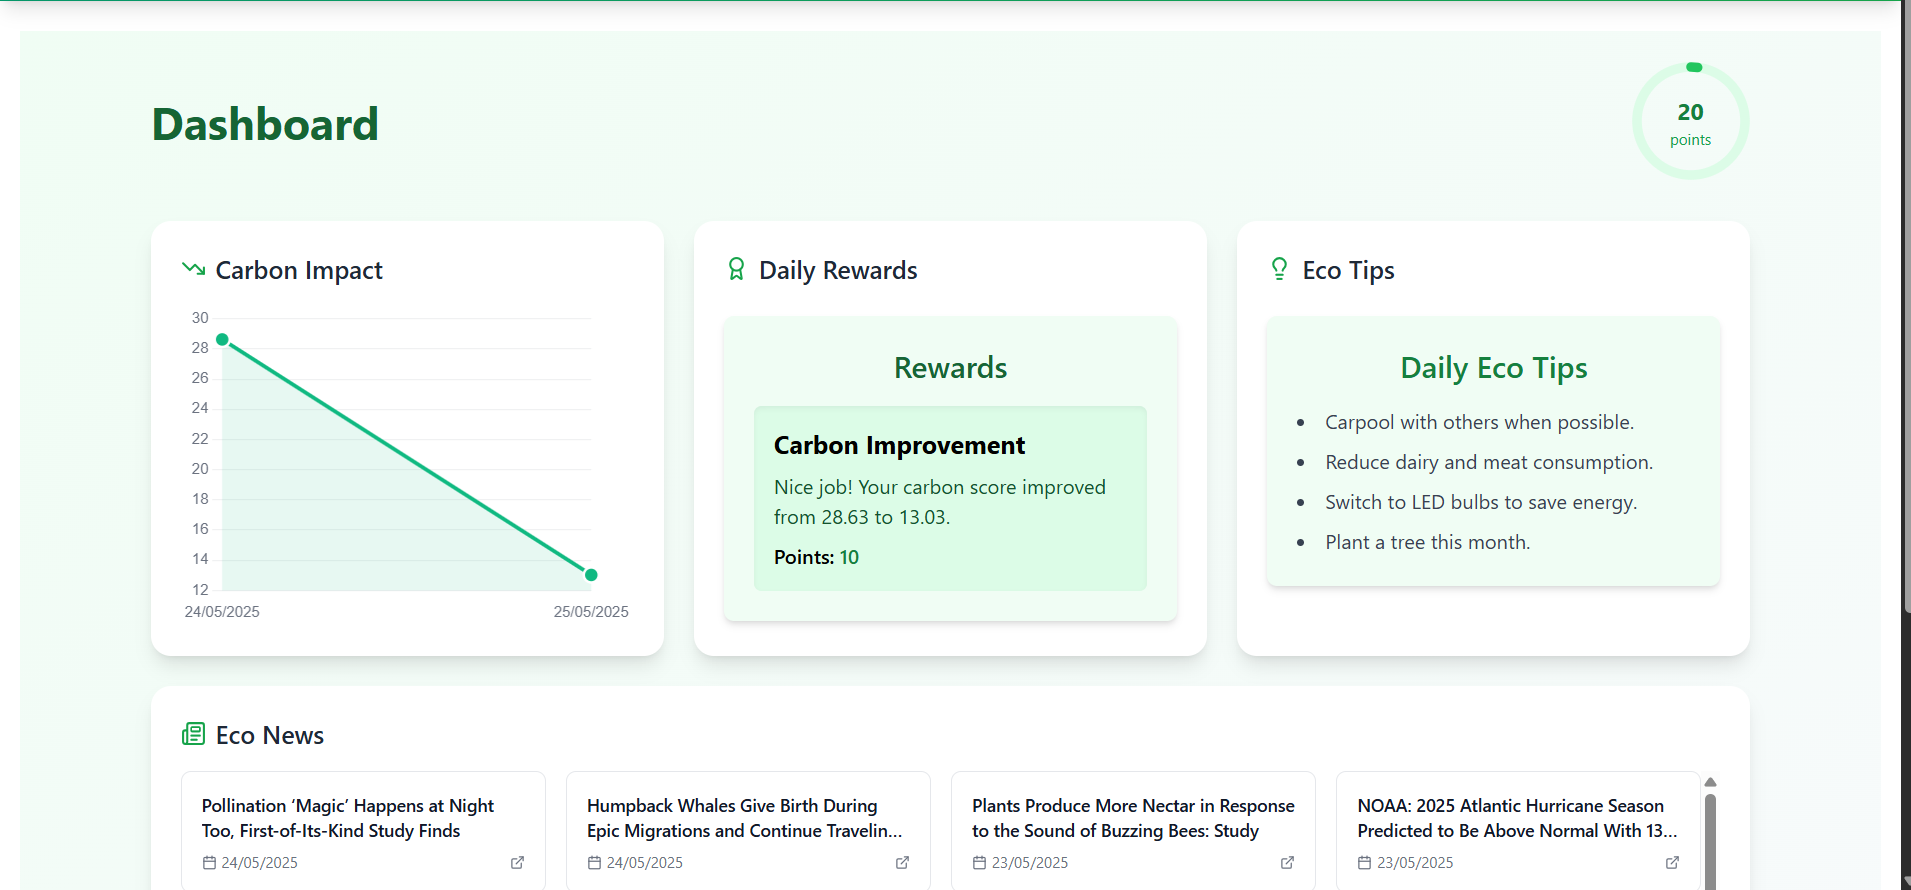 Dashboard
20
points
Carbon Impact
30
28
26
24
22
20
18
16
14
12
24/05/2025
25/05/2025
Daily Rewards
Rewards
Carbon Improvement
Nice job! Your carbon score improved
from 28.63 to 13.03.
Points: 10
Eco Tips
Daily Eco Tips
Carpool with others when possible.
Reduce dairy and meat consumption.
Switch to LED bulbs to save energy.
Plant a tree this month.
Eco News
Pollination ‘Magic’ Happens at Night
Too, First-of-Its-Kind Study Finds
24/05/2025
Humpback Whales Give Birth During
Epic Migrations and Continue Travelin...
24/05/2025
Plants Produce More Nectar in Response
to the Sound of Buzzing Bees: Study
23/05/2025
NOAA: 2025 Atlantic Hurricane Season
Predicted to Be Above Normal With 13...
23/05/2025